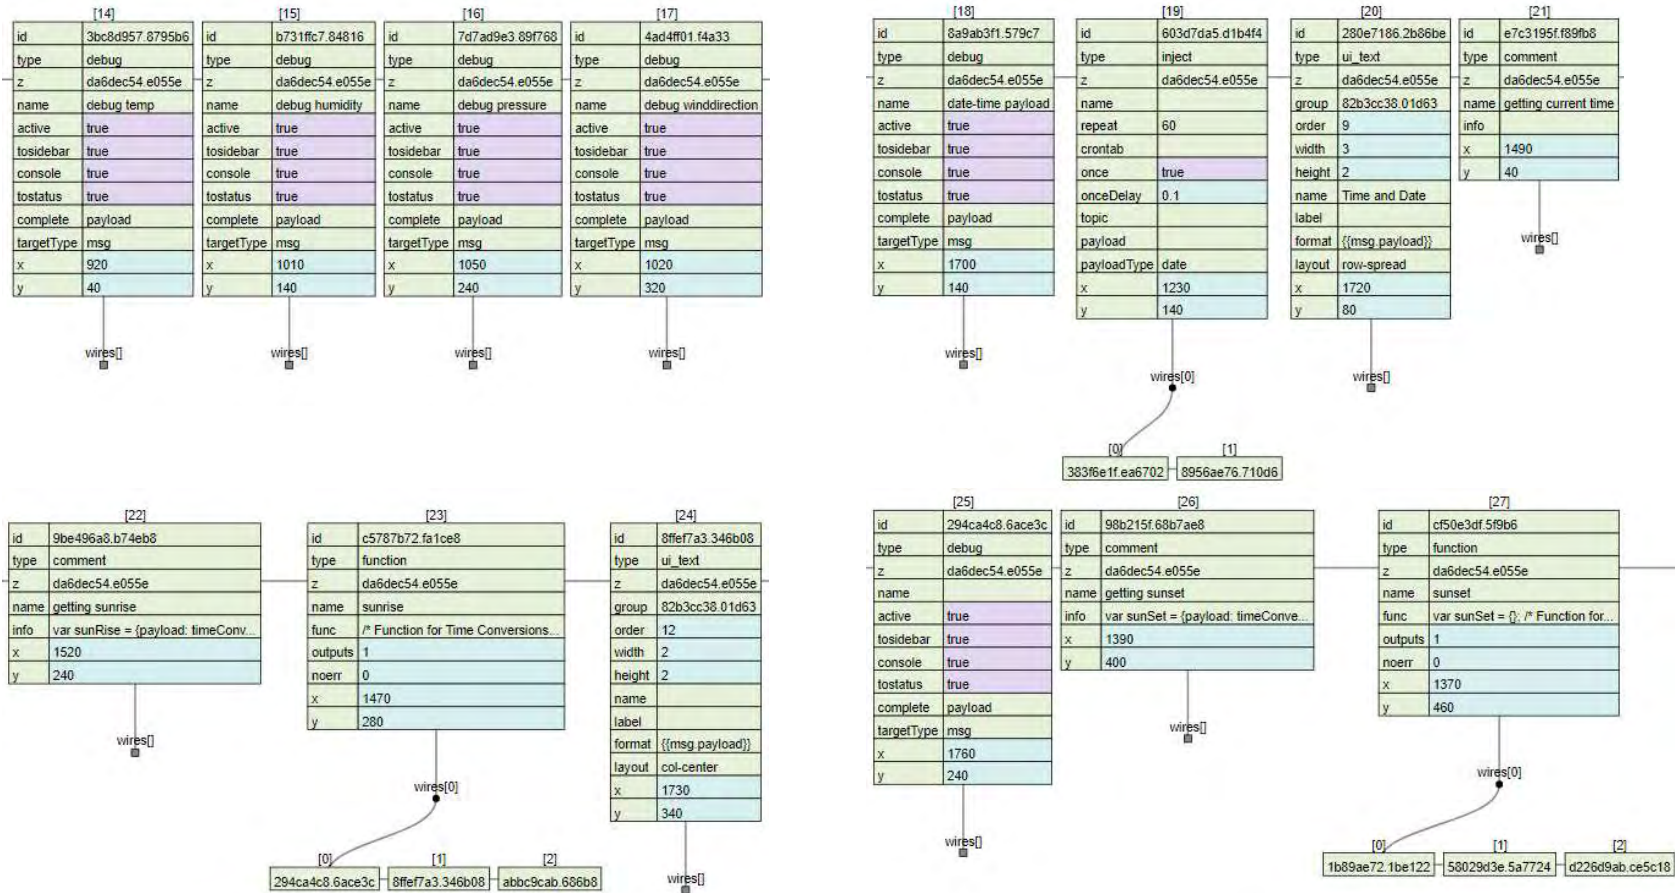 [14]
id 3bc8d957.8795b6
type debug
z da6dec54.e055e
name debug temp
active true
tosidebar true
console true
tostatus true
complete payload
targetType msg
x 920
y 40
wires[]
[15]
id b731ffc7.84816
type debug
z da6dec54.e055e
name debug humidity
active true
tosidebar true
console true
tostatus true
complete payload
targetType msg
x 1010
y 140
wires[]
[16]
id 7d7ad9e3.89f768
type debug
z da6dec54.e055e
name debug pressure
active true
tosidebar true
console true
tostatus true
complete payload
targetType msg
x 1050
y 240
wires[]
[17]
id 4ad4ff01.f4a33
type debug
z da6dec54.e055e
name debug winddirection
active true
tosidebar true
console true
tostatus true
complete payload
targetType msg
x 1020
y 320
wires[]
[18]
id 8a9ab3f1.579c7
type debug
z da6dec54.e055e
name date-time payload
active true
tosidebar true
console true
tostatus true
complete payload
targetType msg
x 1700
y 140
wires[]
[19]
id 603d7da5.d1b4f4
type inject
z da6dec54.e055e
name
repeat 60
crontab
once true
onceDelay 0.1
topic
payload
payloadType date
x 1230
y 140
wires[0]
[0] [1]
383f6e1f.ea6702 8956ae76.710d6
[20]
id 280e7186.2b86be
type ui_text
z da6dec54.e055e
group 82b3cc38.01d63
order 9
width 3
height 2
name Time and Date
label
format {{msg.payload}}
layout row-spread
x 1720
y 80
wires[]
[21]
id e7c3195f.f89fb8
type comment
z da6dec54.e055e
name getting current time
info
x 1490
y 40
wires[]
[22]
id 9be496a8.b74eb8
type comment
z da6dec54.e055e
name getting sunrise
info var sunRise = {payload: timeConv...
x 1520
y 240
wires[]
[23]
id c5787b72.fa1ce8
type function
z da6dec54.e055e
name sunrise
func /* Function for Time Conversions...
outputs 1
noerr 0
x 1470
y 280
wires[0]
[0] [1] [2]
294ca4c8.6ace3c 8ffef7a3.346b08 abbc9cab.686b8
[24]
id 8ffef7a3.346b08
type ui_text
z da6dec54.e055e
group 82b3cc38.01d63
order 12
width 2
height 2
name
label
format {{msg.payload}}
layout col-center
x 1730
y 340
wires[]
[25]
id 294ca4c8.6ace3c
type debug
z da6dec54.e055e
name
active true
tosidebar true
console true
tostatus true
complete payload
targetType msg
x 1760
y 240
wires[]
[26]
id 98b215f.68b7ae8
type comment
z da6dec54.e055e
name getting sunset
info var sunSet = {payload: timeConve...
x 1390
y 400
wires[]
[27]
id cf50e3df.5f9b6
type function
z da6dec54.e055e
name sunset
func var sunSet = {}; /* Function for...
outputs 1
noerr 0
x 1370
y 460
wires[0]
[0] [1] [2]
1b89ae72.1be122 58029d3e.5a7724 d226d9ab.ce5c18